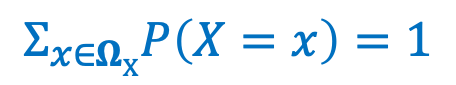 Σ_{x∈Ω_X} P(X = x) = 1